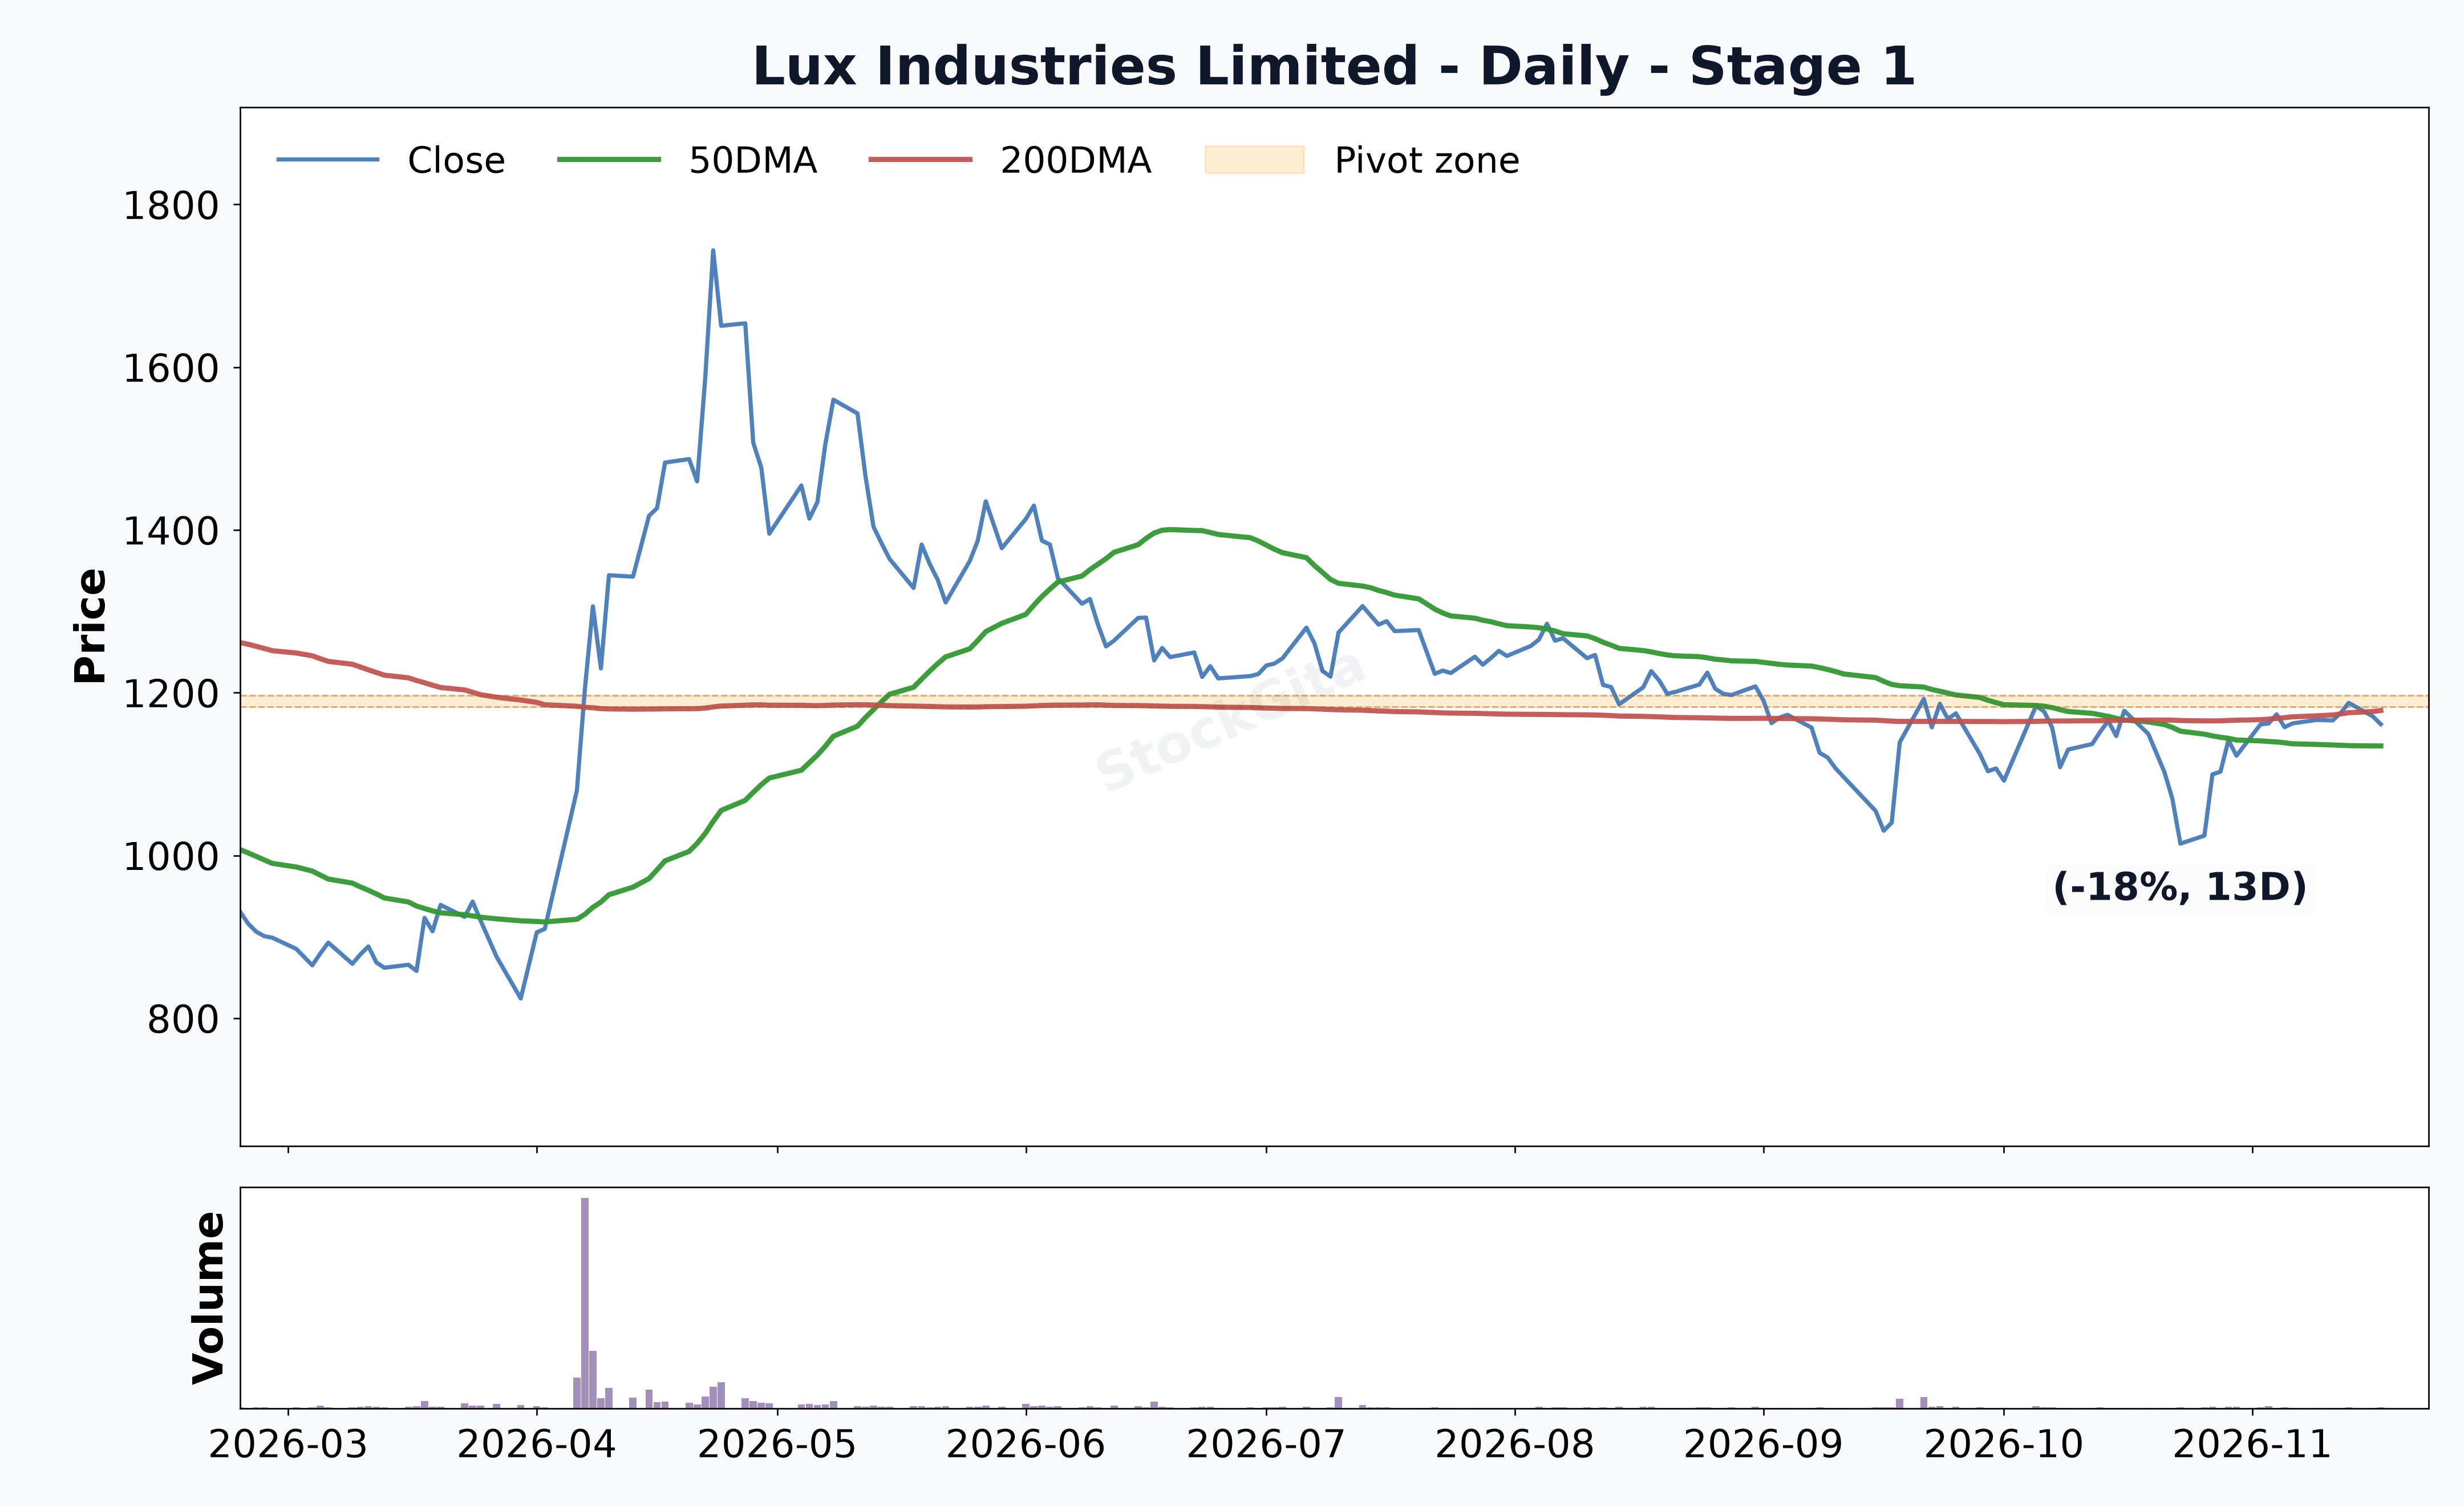 Lux Industries Limited - Daily - Stage 1
Close 50DMA 200DMA Pivot zone
1800
1600
1400
1200
1000
800
Price
StockGita
(-18%, 13D)
Volume
2026-03 2026-04 2026-05 2026-06 2026-07 2026-08 2026-09 2026-10 2026-11